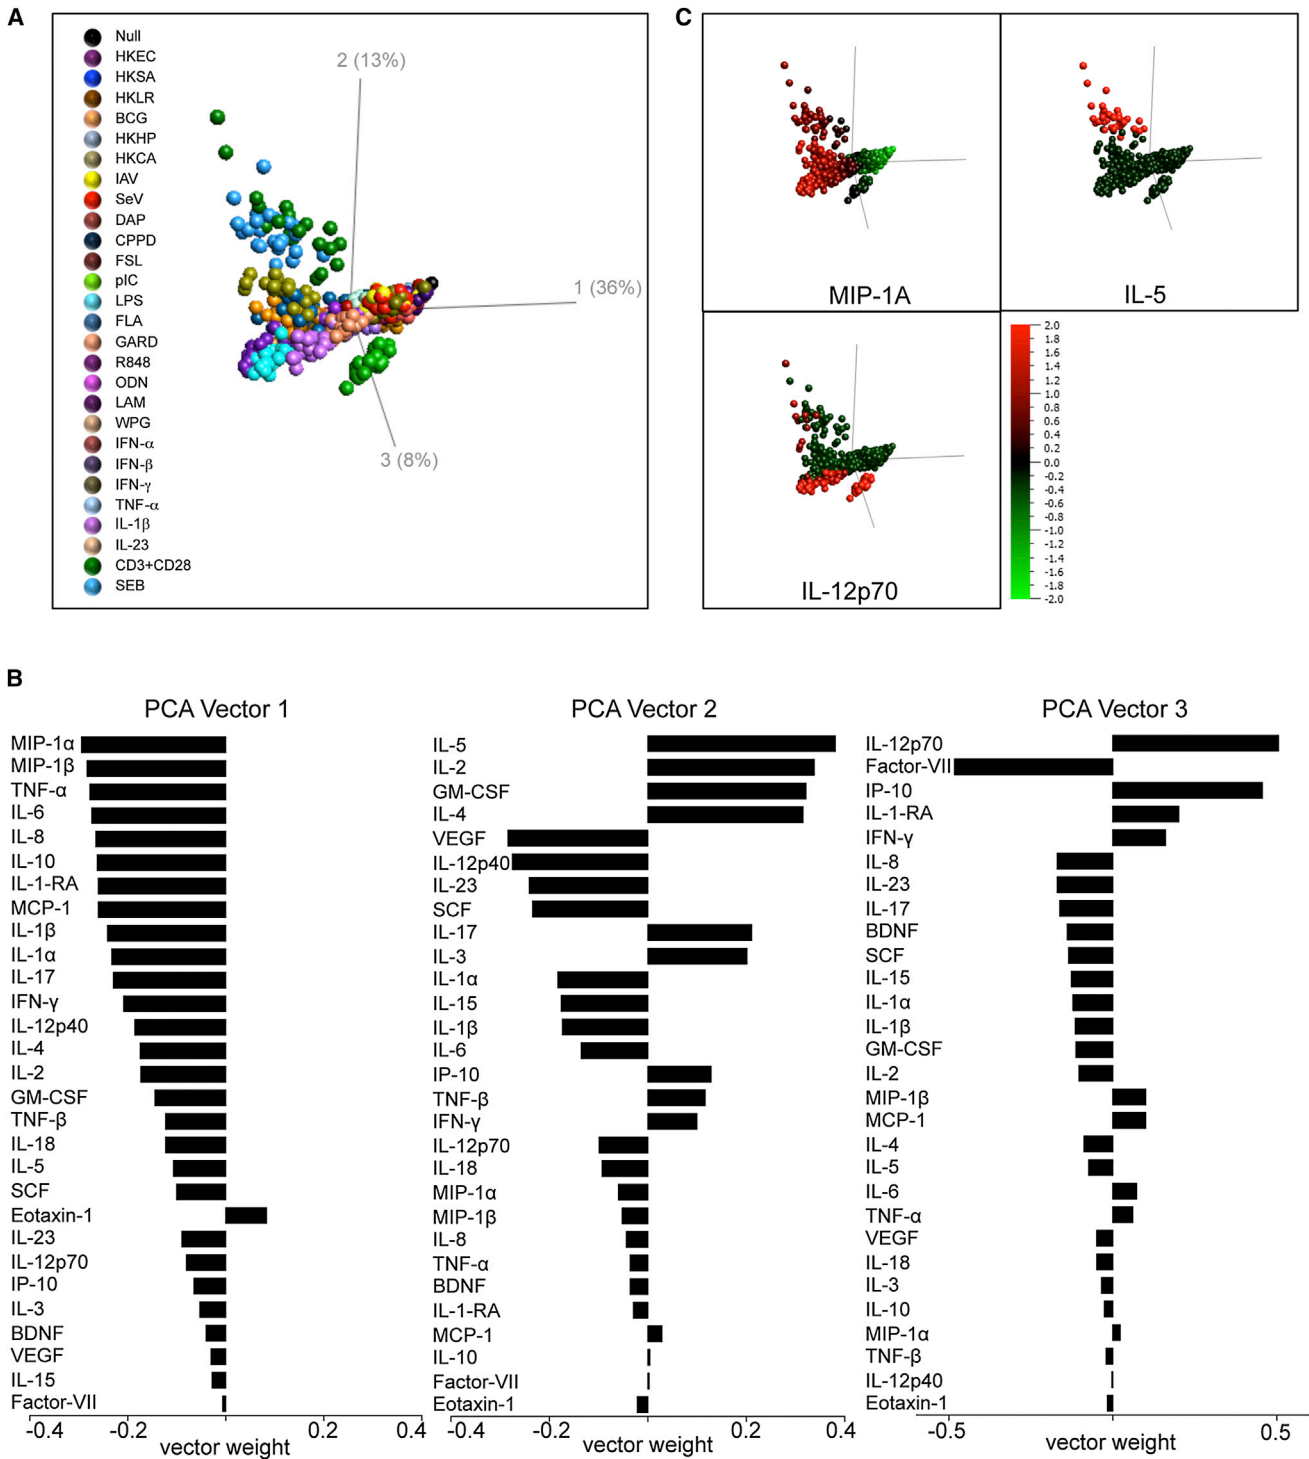 A
Null
HKEC
HKSA
HKLR
BCG
HKHP
HKCA
IAV
SeV
DAP
CPPD
FSL
pIC
LPS
FLA
GARD
R848
ODN
LAM
WPG
IFN-α
IFN-β
IFN-γ
TNF-α
IL-1β
IL-23
CD3+CD28
SEB
2 (13%)
1 (36%)
3 (8%)
C
MIP-1A
IL-5
IL-12p70
2.0
1.8
1.6
1.4
1.2
1.0
0.8
0.6
0.4
0.2
0.0
-0.2
-0.4
-0.6
-0.8
-1.0
-1.2
-1.4
-1.6
-1.8
-2.0
B
PCA Vector 1
MIP-1α
MIP-1β
TNF-α
IL-6
IL-8
IL-10
IL-1-RA
MCP-1
IL-1β
IL-1α
IL-17
IFN-γ
IL-12p40
IL-4
IL-2
GM-CSF
TNF-β
IL-18
IL-5
SCF
Eotaxin-1
IL-23
IL-12p70
IP-10
IL-3
BDNF
VEGF
IL-15
Factor-VII
-0.4 -0.2 0.2 0.4
vector weight
PCA Vector 2
IL-5
IL-2
GM-CSF
IL-4
VEGF
IL-12p40
IL-23
SCF
IL-17
IL-3
IL-1α
IL-15
IL-1β
IL-6
IP-10
TNF-β
IFN-γ
IL-12p70
IL-18
MIP-1α
MIP-1β
IL-8
TNF-α
BDNF
IL-1-RA
MCP-1
IL-10
Factor-VII
Eotaxin-1
-0.4 -0.2 0.2 0.4
vector weight
PCA Vector 3
IL-12p70
Factor-VII
IP-10
IL-1-RA
IFN-γ
IL-8
IL-23
IL-17
BDNF
SCF
IL-15
IL-1α
IL-1β
GM-CSF
IL-2
MIP-1β
MCP-1
IL-4
IL-5
IL-6
TNF-α
VEGF
IL-18
IL-3
IL-10
MIP-1α
TNF-β
IL-12p40
Eotaxin-1
-0.5 0.5
vector weight